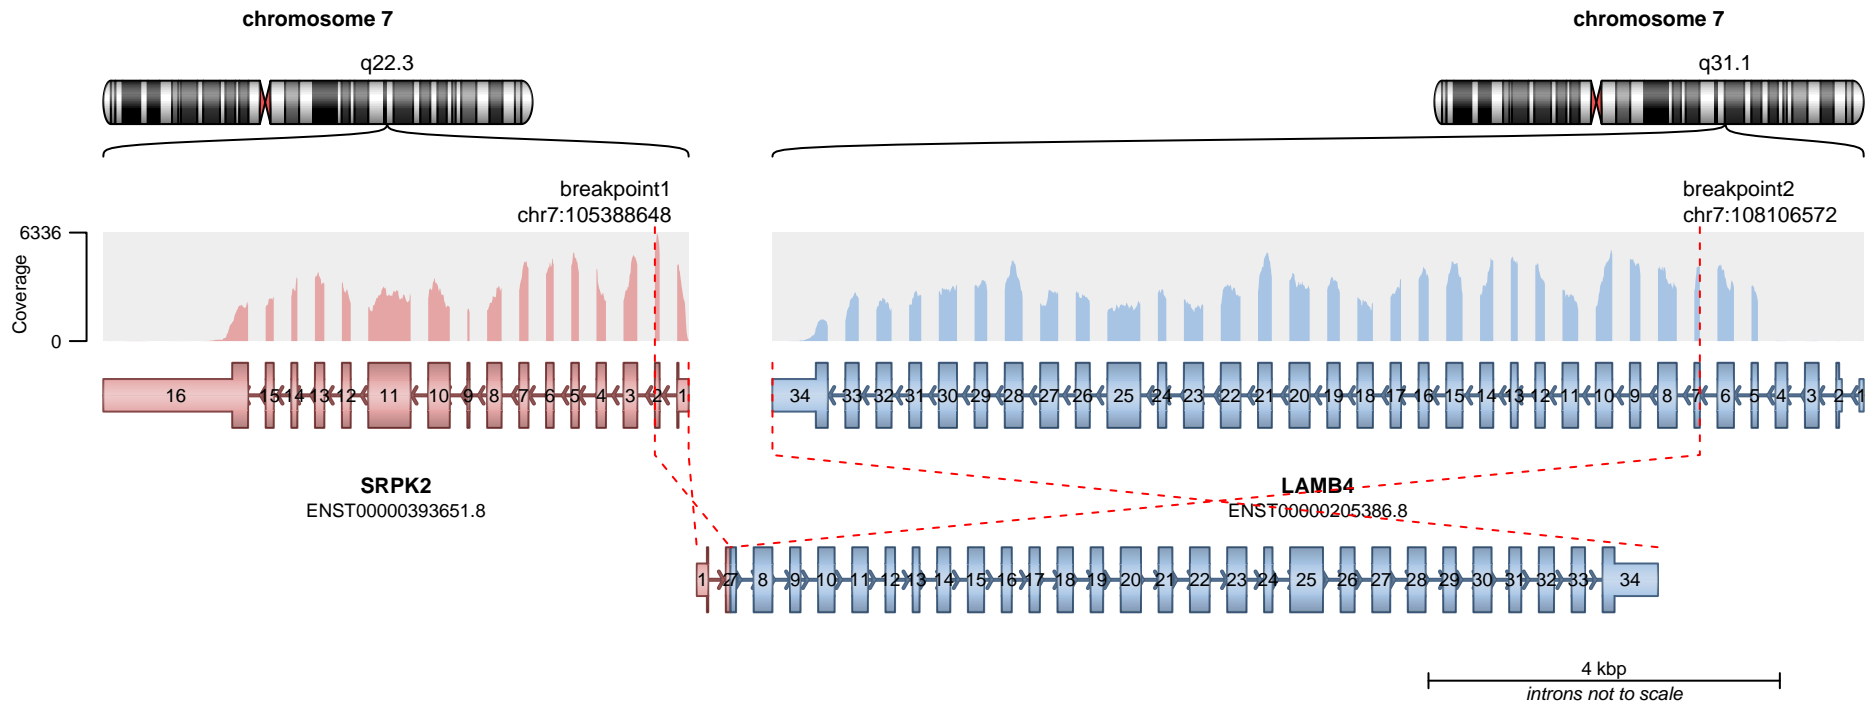 chromosome 7
chromosome 7
q22.3
q31.1
breakpoint1
chr7:105388648
breakpoint2
chr7:108106572
6336
Coverage
0
16 15 14 13 12 11 10 9 8 7 6 5 4 3 2 1
34 33 32 31 30 29 28 27 26 25 24 23 22 21 20 19 18 17 16 15 14 13 12 11 10 9 8 7 6 5 4 3 2 1
SRPK2
ENST00000393651.8
LAMB4
ENST00000205386.8
1 2 7 8 9 10 11 12 13 14 15 16 17 18 19 20 21 22 23 24 25 26 27 28 29 30 31 32 33 34
4 kbp
introns not to scale